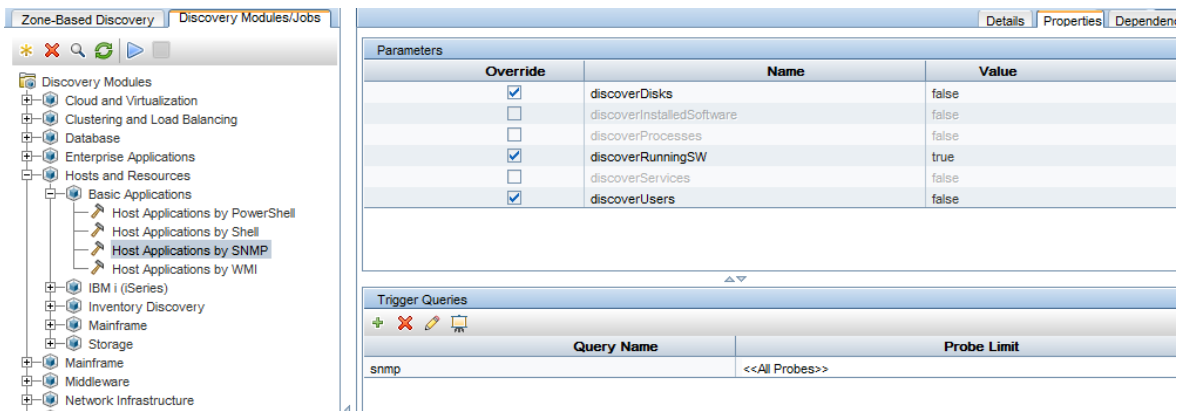 Zone-Based Discovery
Discovery Modules/Jobs
Discovery Modules
Cloud and Virtualization
Clustering and Load Balancing
Database
Enterprise Applications
Hosts and Resources
Basic Applications
Host Applications by PowerShell
Host Applications by Shell
Host Applications by SNMP
Host Applications by WMI
IBM i (iSeries)
Inventory Discovery
Mainframe
Storage
Mainframe
Middleware
Network Infrastructure
Details Properties Dependenc
Parameters
Override Name Value
discoverDisks false
discoverInstalledSoftware false
discoverProcesses false
discoverRunningSW true
discoverServices false
discoverUsers false
Trigger Queries
Query Name Probe Limit
snmp <<All Probes>>